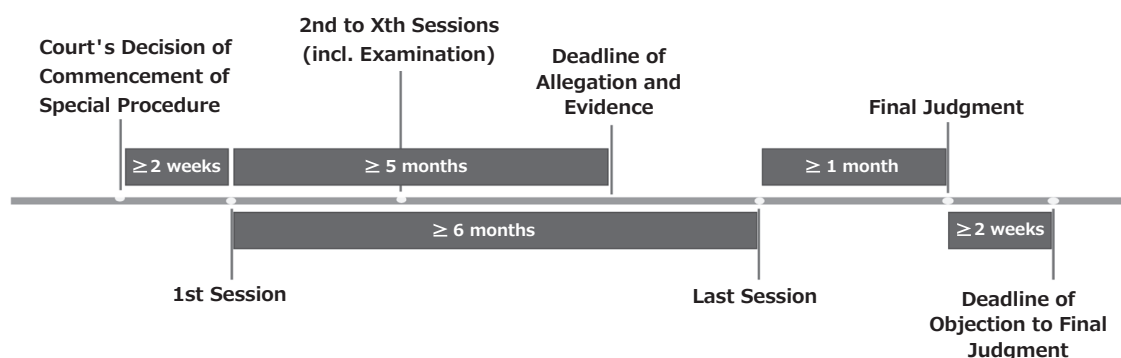 Court's Decision of
Commencement of
Special Procedure
2nd to Xth Sessions
(incl. Examination)
Deadline of
Allegation and
Evidence
Final Judgment
≥2 weeks
≥ 5 months
≥ 1 month
≥ 6 months
≥2 weeks
1st Session
Last Session
Deadline of
Objection to Final
Judgment